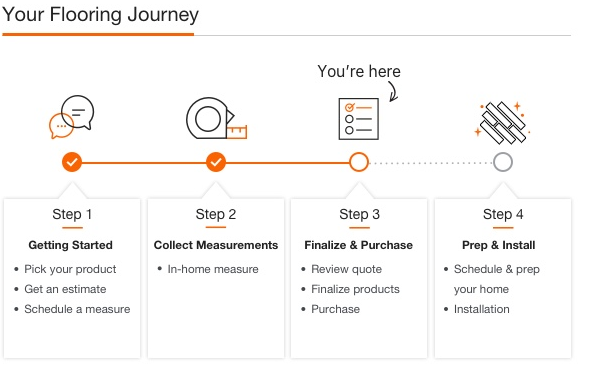 Your Flooring Journey
You're here
Step 1
Getting Started
• Pick your product
• Get an estimate
• Schedule a measure
Step 2
Collect Measurements
• In-home measure
Step 3
Finalize & Purchase
• Review quote
• Finalize products
• Purchase
Step 4
Prep & Install
• Schedule & prep
your home
• Installation